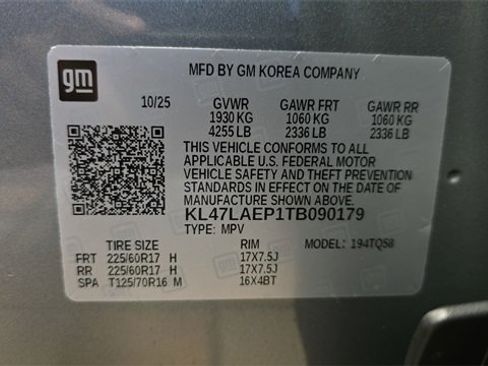 gm
MFD BY GM KOREA COMPANY
10/25 GVWR GAWR FRT GAWR RR
1930 KG 1060 KG 1060 KG
4255 LB 2336 LB 2336 LB
THIS VEHICLE CONFORMS TO ALL
APPLICABLE U.S. FEDERAL MOTOR
VEHICLE SAFETY AND THEFT PREVENTION
STANDARDS IN EFFECT ON THE DATE OF
MANUFACTURE SHOWN ABOVE.
KL47LAEP1TB090179
TYPE: MPV
TIRE SIZE RIM MODEL: 194TQ58
FRT 225/60R17 H 17X7.5J
RR 225/60R17 H 17X7.5J
SPA T125/70R16 M 16X4BT